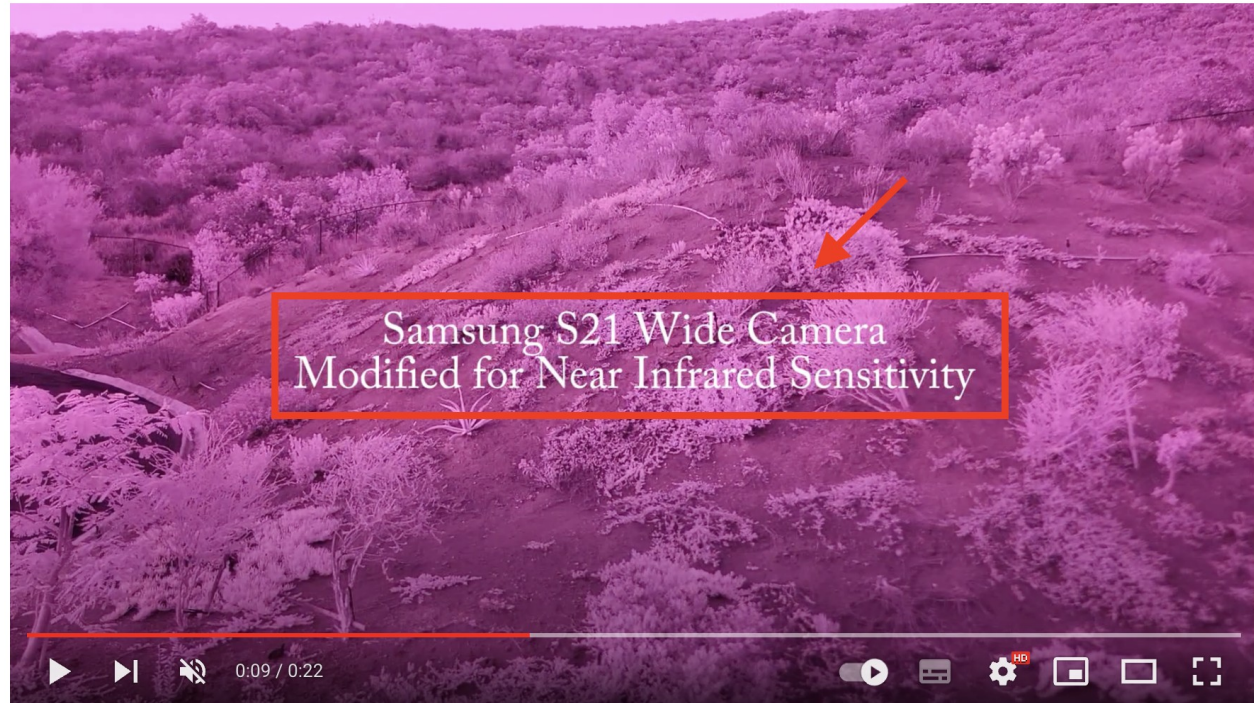 Samsung S21 Wide Camera
Modified for Near Infrared Sensitivity
0:09 / 0:22
HD